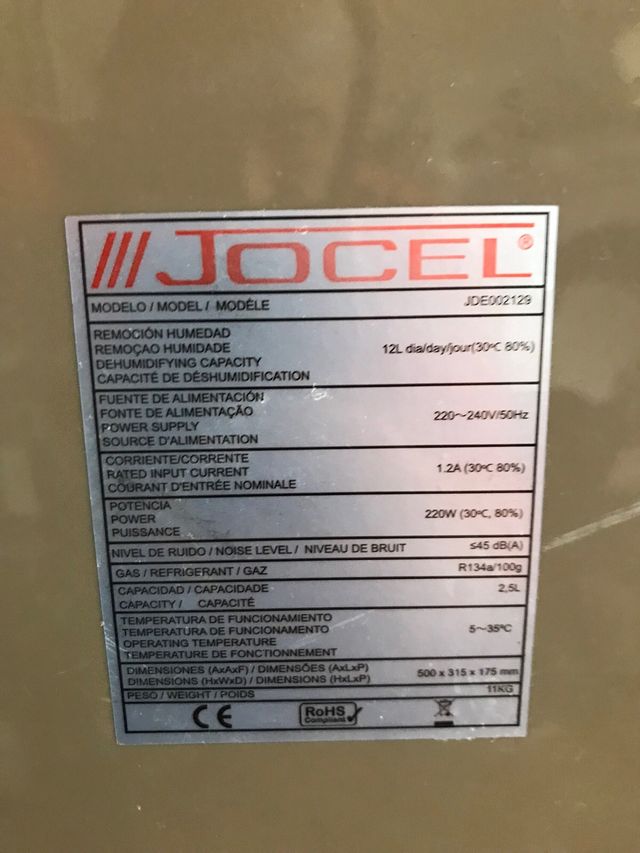 /// JOCEL®
MODELO / MODEL / MODÈLE JDE002129
REMOCIÓN HUMEDAD
REMOÇAO HUMIDADE
DEHUMIDIFYING CAPACITY
CAPACITÉ DE DÉSHUMIDIFICATION
12L dia/day/jour(30ºC 80%)
FUENTE DE ALIMENTACIÓN
FONTE DE ALIMENTAÇÃO
POWER SUPPLY
SOURCE D'ALIMENTATION
220~240V/50Hz
CORRIENTE/CORRENTE
RATED INPUT CURRENT
COURANT D'ENTRÉE NOMINALE
1.2A (30ºC 80%)
POTENCIA
POWER
PUISSANCE
220W (30ºC, 80%)
NIVEL DE RUIDO / NOISE LEVEL / NIVEAU DE BRUIT ≤45 dB(A)
GAS / REFRIGERANT / GAZ R134a/100g
CAPACIDAD / CAPACIDADE
CAPACITY / CAPACITÉ
2,5L
TEMPERATURA DE FUNCIONAMIENTO
TEMPERATURA DE FUNCIONAMENTO
OPERATING TEMPERATURE
TEMPERATURE DE FONCTIONNEMENT
5~35ºC
DIMENSIONES (AxAxF) / DIMENSÕES (AxLxP)
DIMENSIONS (HxWxD) / DIMENSIONS (HxLxP)
500 x 315 x 175 mm
PESO / WEIGHT / POIDS 11KG
CE RoHS
Compliant